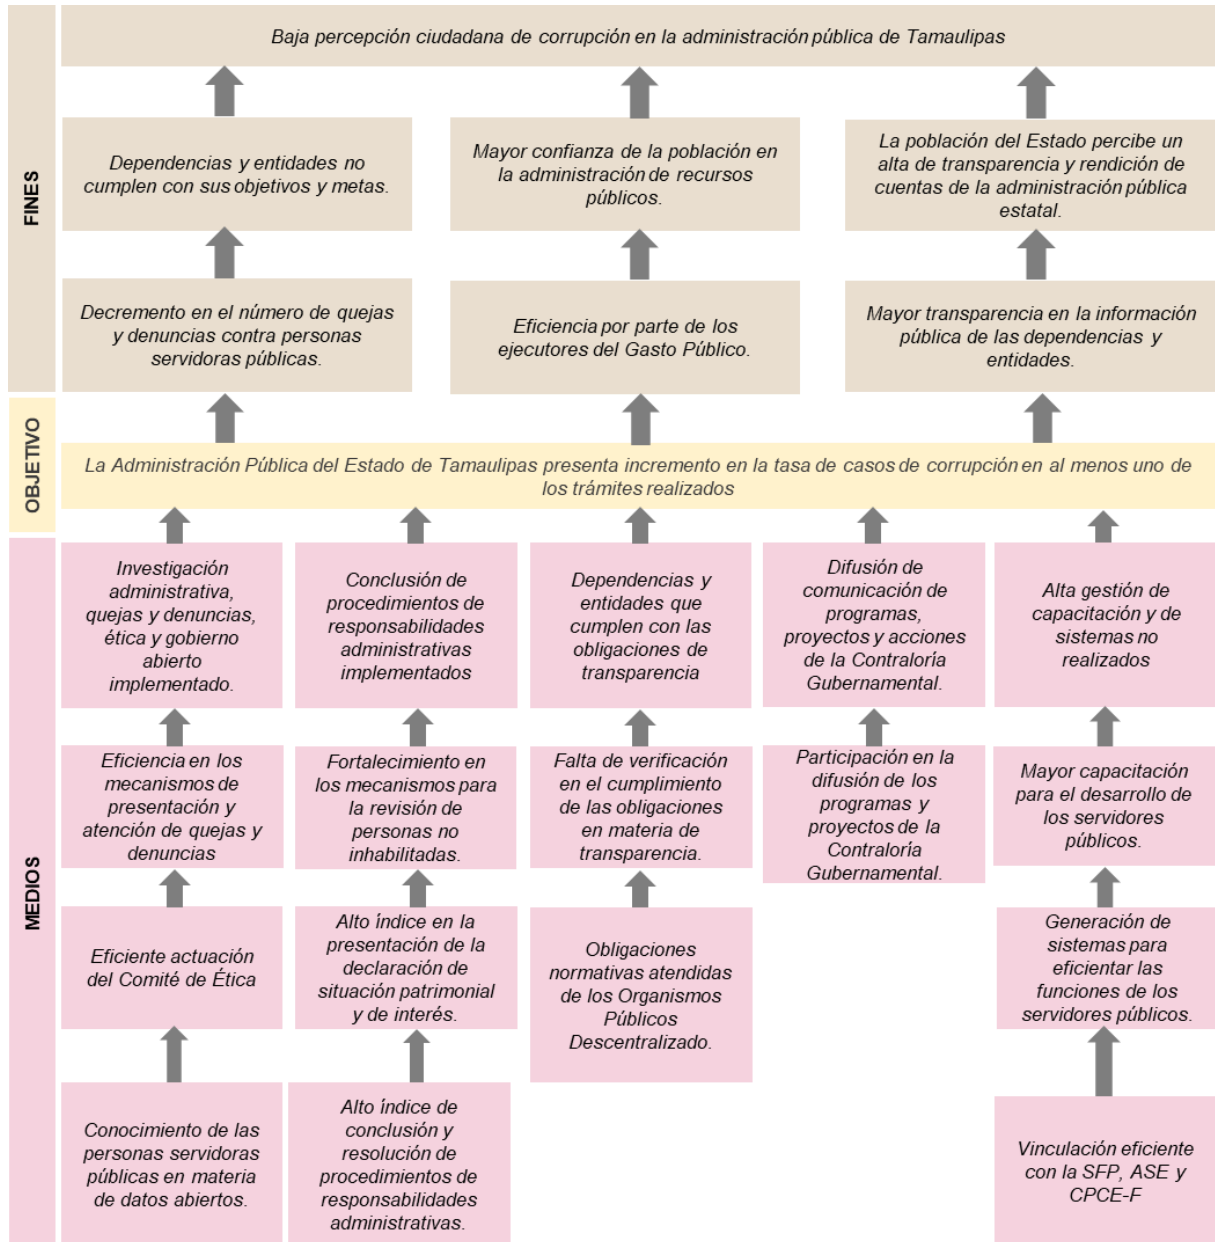 FINES
Baja percepción ciudadana de corrupción en la administración pública de Tamaulipas
Dependencias y entidades no
cumplen con sus objetivos y metas.
Mayor confianza de la población en
la administración de recursos
públicos.
La población del Estado percibe un
alta de transparencia y rendición de
cuentas de la administración pública
estatal.
Decremento en el número de quejas
y denuncias contra personas
servidoras públicas.
Eficiencia por parte de los
ejecutores del Gasto Público.
Mayor transparencia en la información
pública de las dependencias y
entidades.
OBJETIVO
La Administración Pública del Estado de Tamaulipas presenta incremento en la tasa de casos de corrupción en al menos uno de
los trámites realizados
MEDIOS
Investigación
administrativa,
quejas y denuncias,
ética y gobierno
abierto
implementado.
Conclusión de
procedimientos de
responsabilidades
administrativas
implementados
Dependencias y
entidades que
cumplen con las
obligaciones de
transparencia
Difusión de
comunicación de
programas,
proyectos y acciones
de la Contraloría
Gubernamental.
Alta gestión de
capacitación y de
sistemas no
realizados
Eficiencia en los
mecanismos de
presentación y
atención de quejas y
denuncias
Fortalecimiento en
los mecanismos para
la revisión de
personas no
inhabilitadas.
Falta de verificación
en el cumplimiento
de las obligaciones
en materia de
transparencia.
Participación en la
difusión de los
programas y
proyectos de la
Contraloría
Gubernamental.
Mayor capacitación
para el desarrollo de
los servidores
públicos.
Eficiente actuación
del Comité de Ética
Alto índice en la
presentación de la
declaración de
situación patrimonial
y de interés.
Obligaciones
normativas atendidas
de los Organismos
Públicos
Descentralizado.
Generación de
sistemas para
eficientar las
funciones de los
servidores públicos.
Conocimiento de las
personas servidoras
públicas en materia
de datos abiertos.
Alto índice de
conclusión y
resolución de
procedimientos de
responsabilidades
administrativas.
Vinculación eficiente
con la SFP, ASE y
CPCE-F